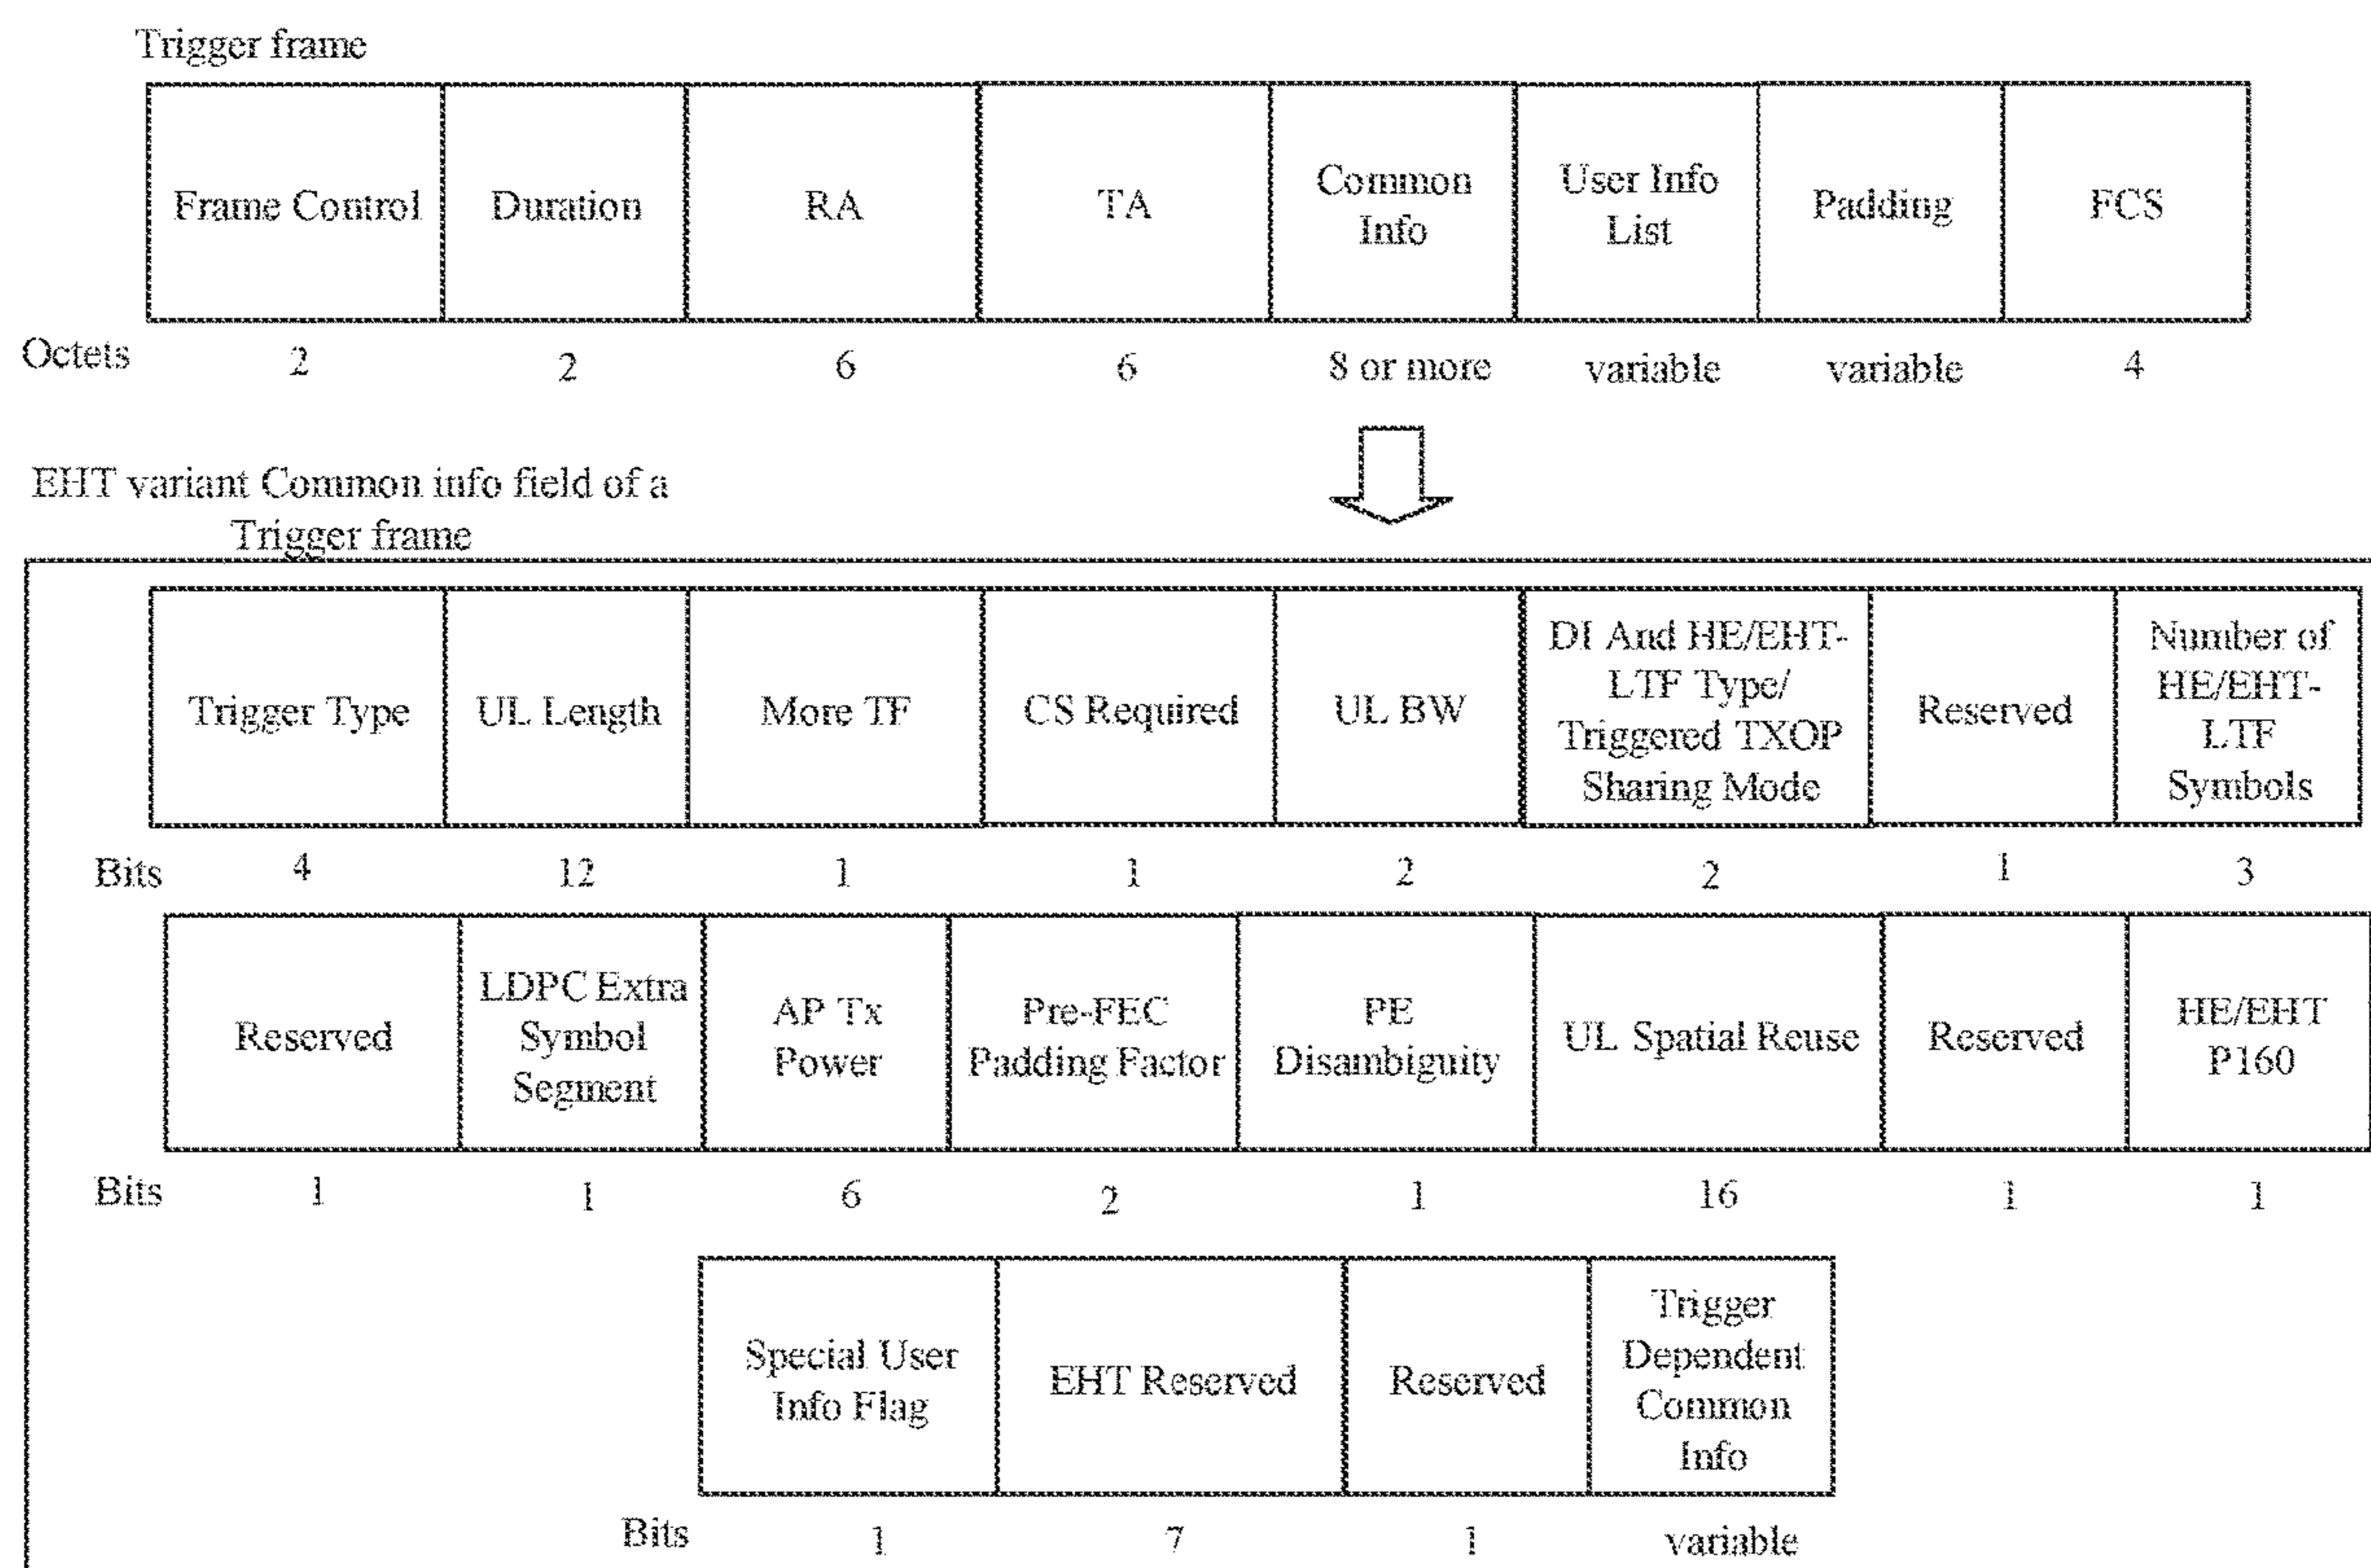 Trigger frame
Frame Control
Duration
RA
TA
Common
Info
User Info
List
Padding
FCS
Octets 2 2 6 6 8 or more variable variable 4
EHT variant Common info field of a
Trigger frame
Trigger Type
UL Length
More TF
CS Required
UL BW
DI And HE/EHT-
LTF Type/
Triggered TXOP
Sharing Mode
Reserved
Number of
HE/EHT-
LTF
Symbols
Bits 4 12 1 1 2 2 1 3
Reserved
LDPC Extra
Symbol
Segment
AP Tx
Power
Pre-FEC
Padding Factor
PE
Disambiguity
UL Spatial Reuse
Reserved
HE/EHT
P160
Bits 1 1 6 2 1 16 1 1
Special User
Info Flag
EHT Reserved
Reserved
Trigger
Dependent
Common
Info
Bits 1 7 1 variable